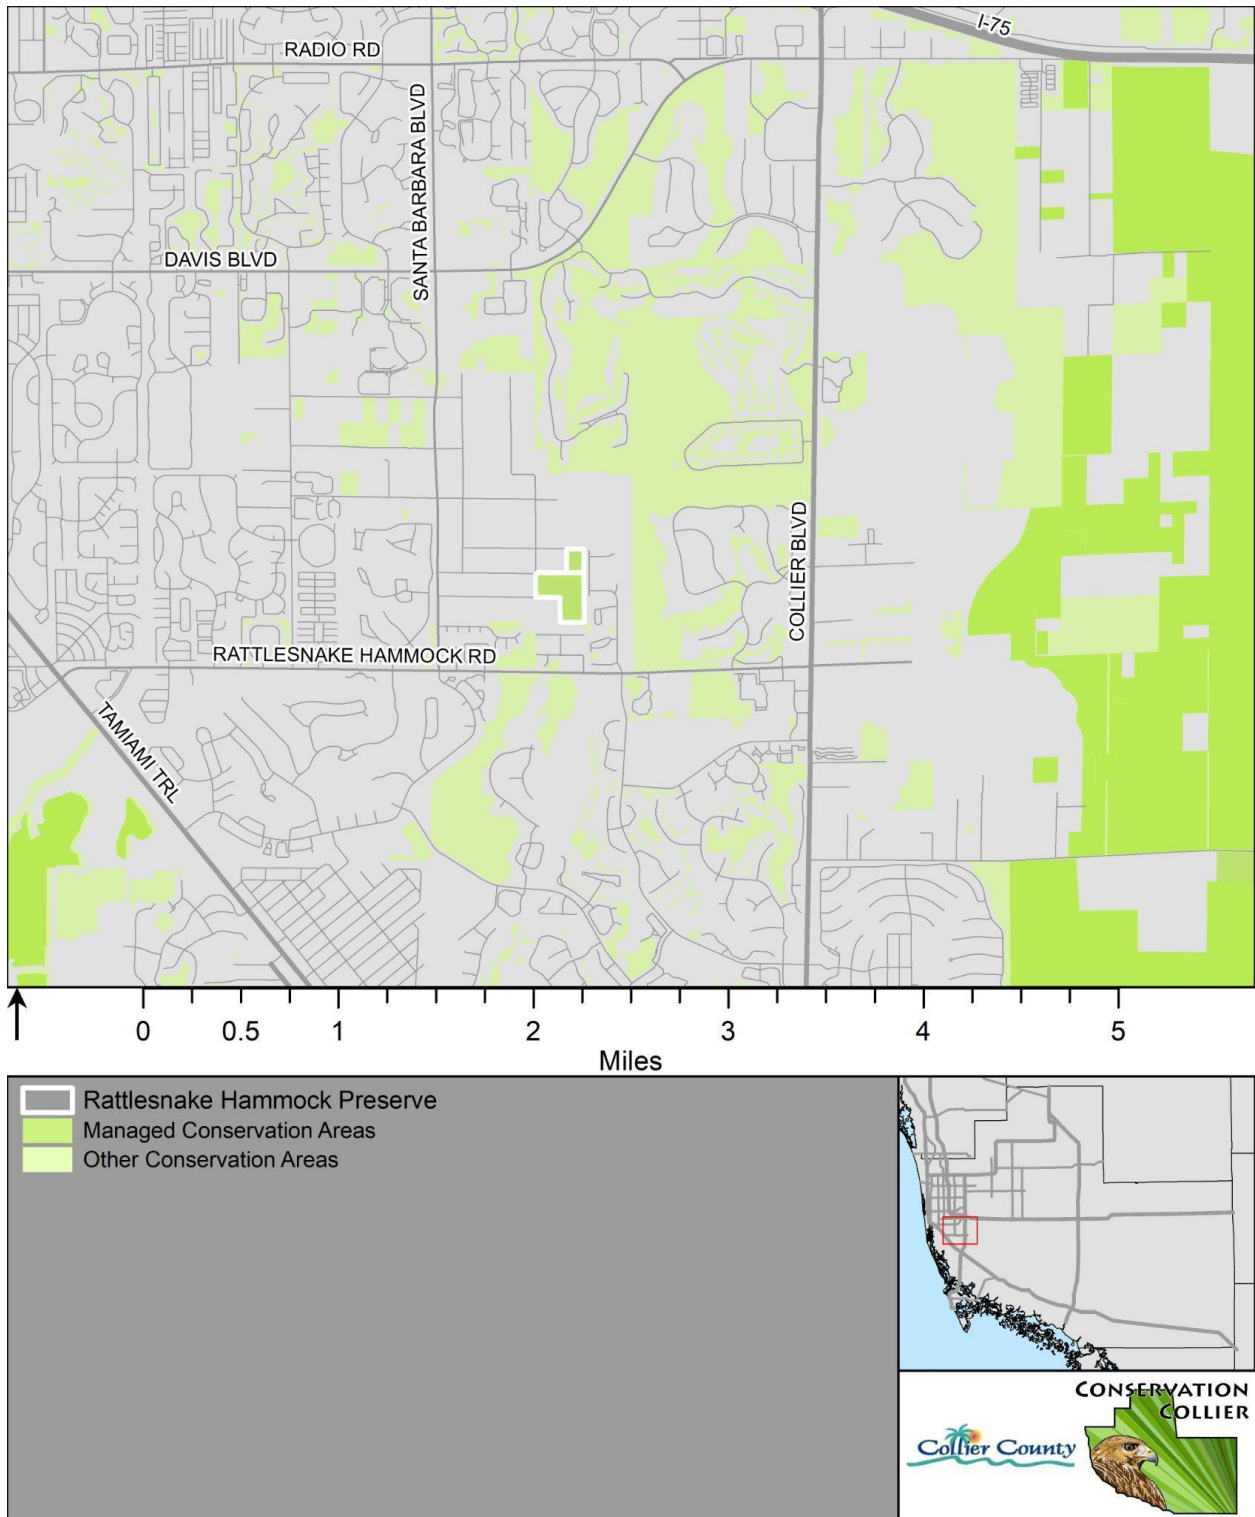 I-75
RADIO RD
SANTA BARBARA BLVD
DAVIS BLVD
COLLIER BLVD
RATTLESNAKE HAMMOCK RD
TAMIAMI TRL
0 0.5 1 2 3 4 5
Miles
Rattlesnake Hammock Preserve
Managed Conservation Areas
Other Conservation Areas
CONSERVATION
COLLIER
Collier County